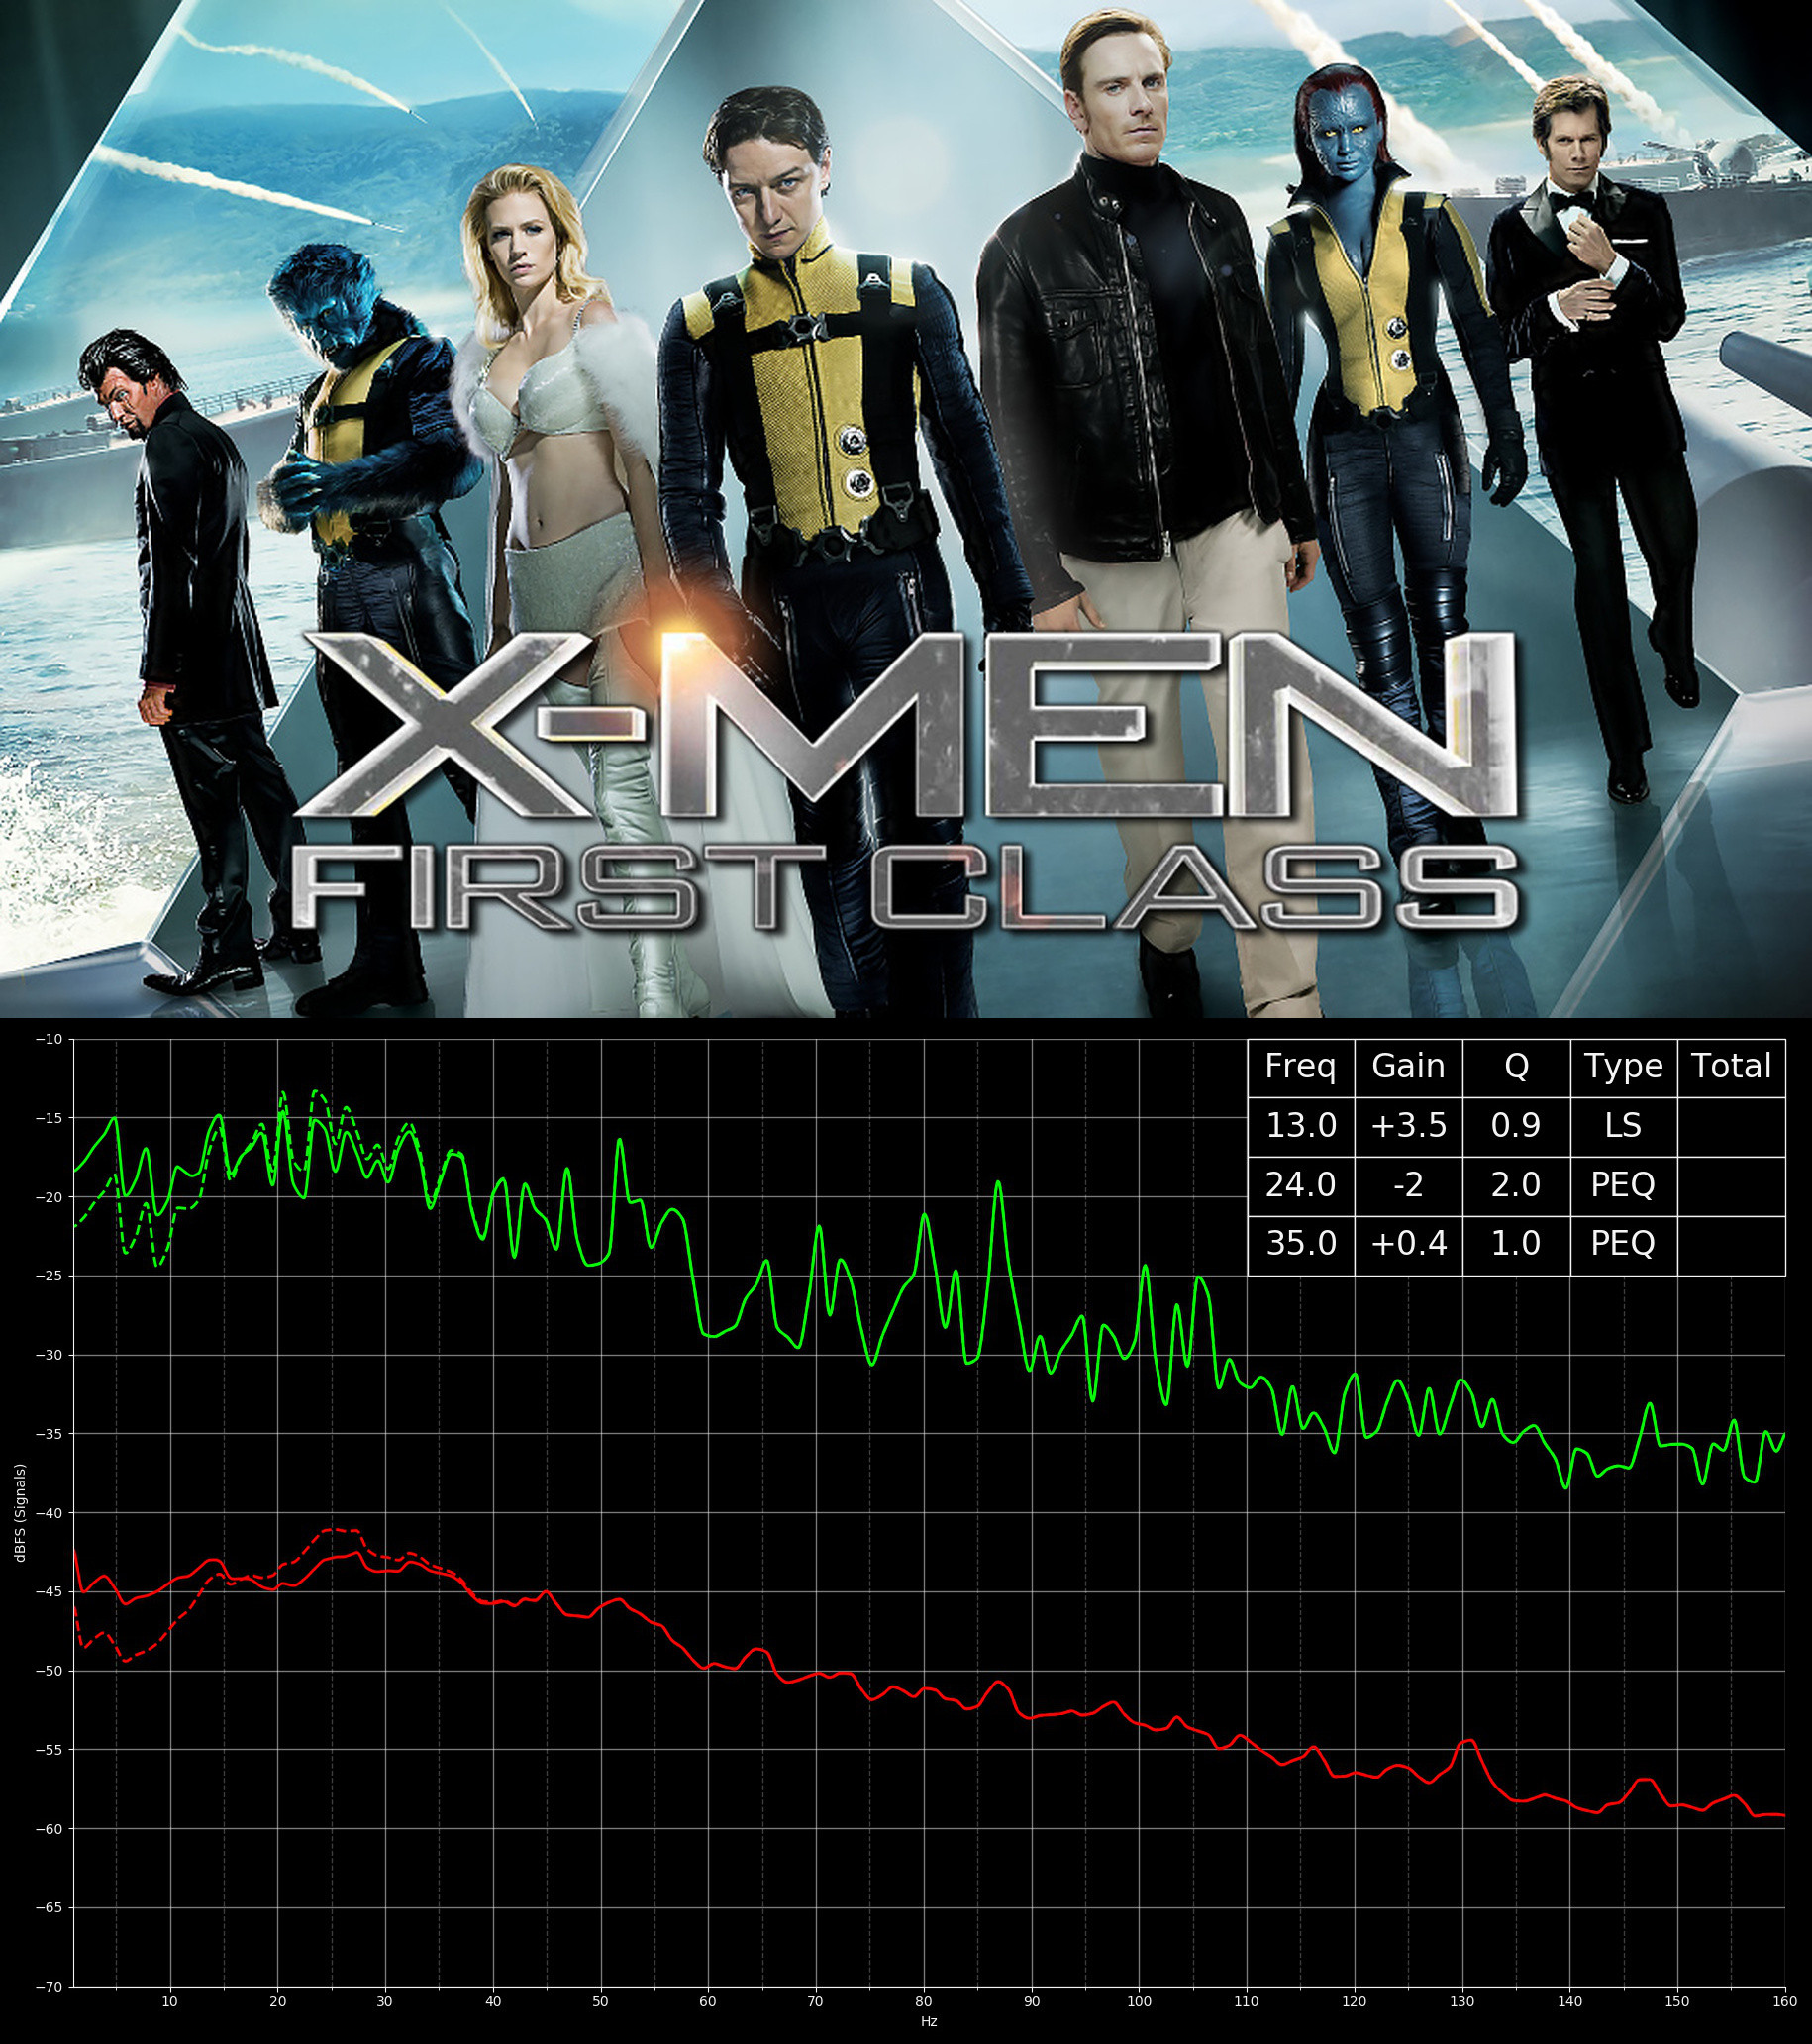 X-MEN
FIRST CLASS
Freq Gain Q Type Total
13.0 +3.5 0.9 LS
24.0 -2 2.0 PEQ
35.0 +0.4 1.0 PEQ
−10
−15
−20
−25
−30
−35
−40
−45
−50
−55
−60
−65
−70
dBFS (Signals)
10 20 30 40 50 60 70 80 90 100 110 120 130 140 150 160
Hz